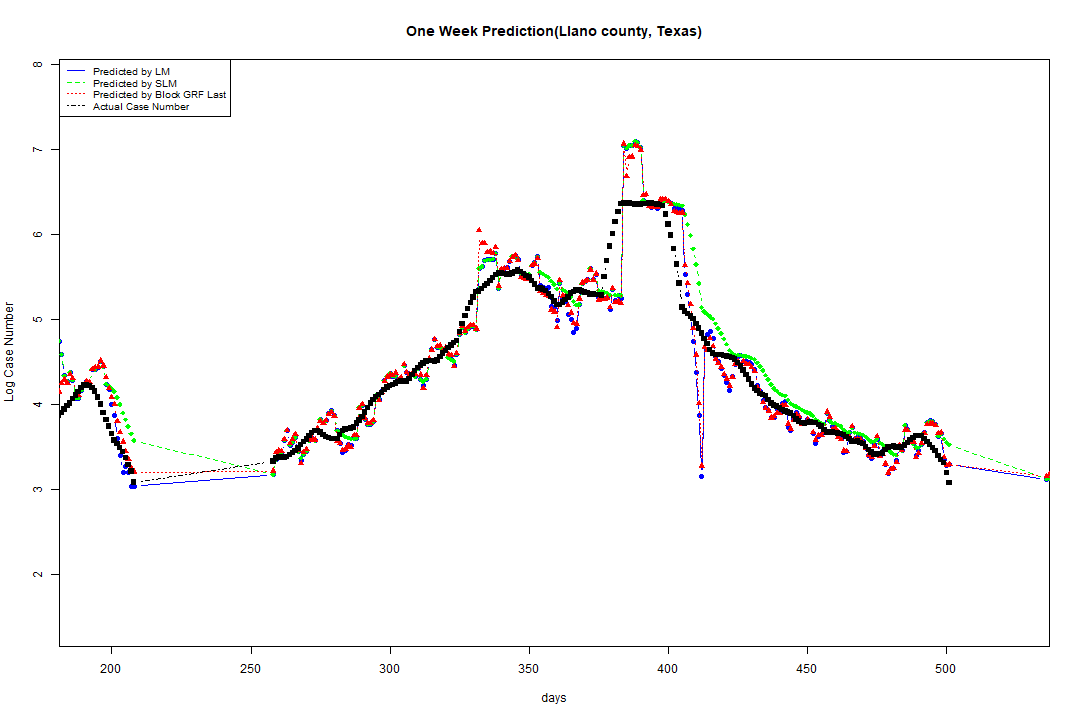 One Week Prediction(Llano county, Texas)
Predicted by LM
Predicted by SLM
Predicted by Block GRF Last
Actual Case Number
Log Case Number
8
7
6
5
4
3
2
200 250 300 350 400 450 500
days